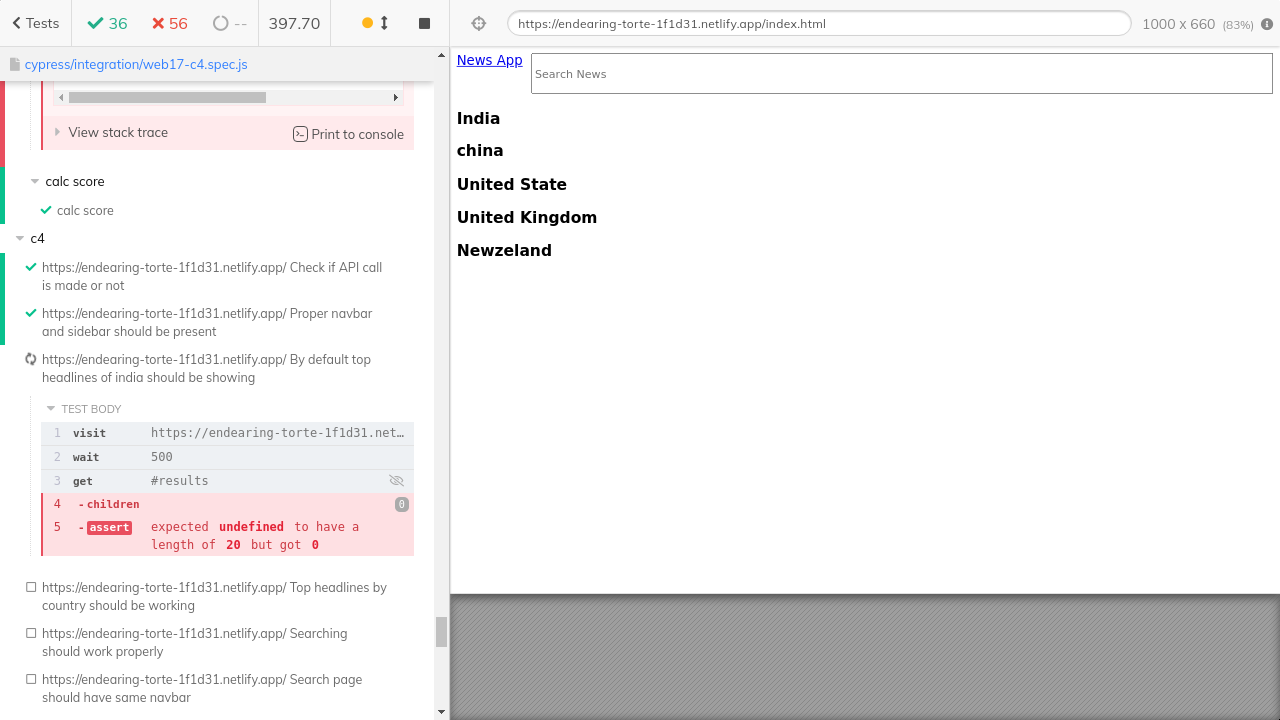 Tests 36 56 -- 397.70
https://endearing-torte-1f1d31.netlify.app/index.html 1000 x 660 (83%)
cypress/integration/web17-c4.spec.js
View stack trace Print to console
calc score
calc score
c4
https://endearing-torte-1f1d31.netlify.app/ Check if API call
is made or not
https://endearing-torte-1f1d31.netlify.app/ Proper navbar
and sidebar should be present
https://endearing-torte-1f1d31.netlify.app/ By default top
headlines of india should be showing
TEST BODY
1 visit https://endearing-torte-1f1d31.net…
2 wait 500
3 get #results
4 -children 0
5 -assert expected undefined to have a
length of 20 but got 0
https://endearing-torte-1f1d31.netlify.app/ Top headlines by
country should be working
https://endearing-torte-1f1d31.netlify.app/ Searching
should work properly
https://endearing-torte-1f1d31.netlify.app/ Search page
should have same navbar
News App Search News
India
china
United State
United Kingdom
Newzeland